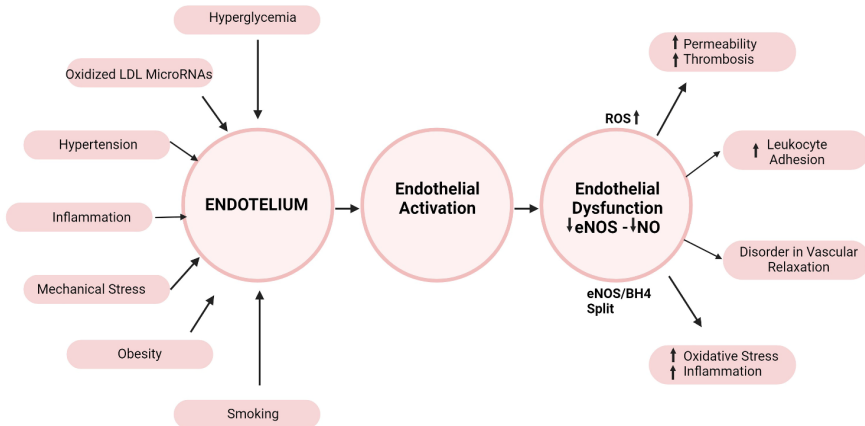 Hyperglycemia
Oxidized LDL MicroRNAs
Hypertension
Inflammation
Mechanical Stress
Obesity
Smoking
ENDOTELIUM
Endothelial
Activation
ROS
Endothelial
Dysfunction
eNOS - NO
eNOS/BH4
Split
Permeability
Thrombosis
Leukocyte
Adhesion
Disorder in Vascular
Relaxation
Oxidative Stress
Inflammation